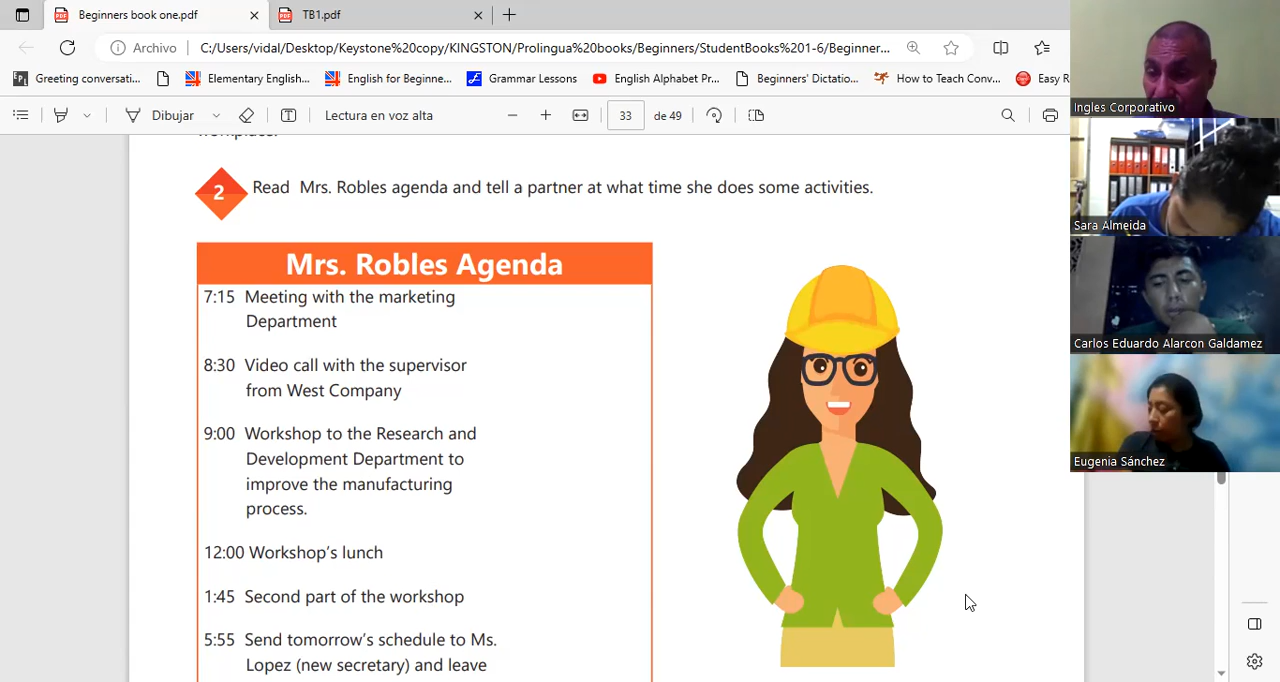 Beginners book one.pdf
TB1.pdf
Archivo
C:/Users/vidal/Desktop/Keystone%20copy/KINGSTON/Prolingua%20books/Beginners/StudentBooks%201-6/Beginner...
Greeting conversati...
Elementary English...
English for Beginne...
Grammar Lessons
English Alphabet Pr...
Beginners' Dictatio...
How to Teach Conv...
Easy R
Dibujar
Lectura en voz alta
33
de 49
2
Read Mrs. Robles agenda and tell a partner at what time she does some activities.
Mrs. Robles Agenda
7:15 Meeting with the marketing
Department
8:30 Video call with the supervisor
from West Company
9:00 Workshop to the Research and
Development Department to
improve the manufacturing
process.
12:00 Workshop's lunch
1:45 Second part of the workshop
5:55 Send tomorrow's schedule to Ms.
Lopez (new secretary) and leave
Ingles Corporativo
Sara Almeida
Carlos Eduardo Alarcon Galdamez
Eugenia Sánchez